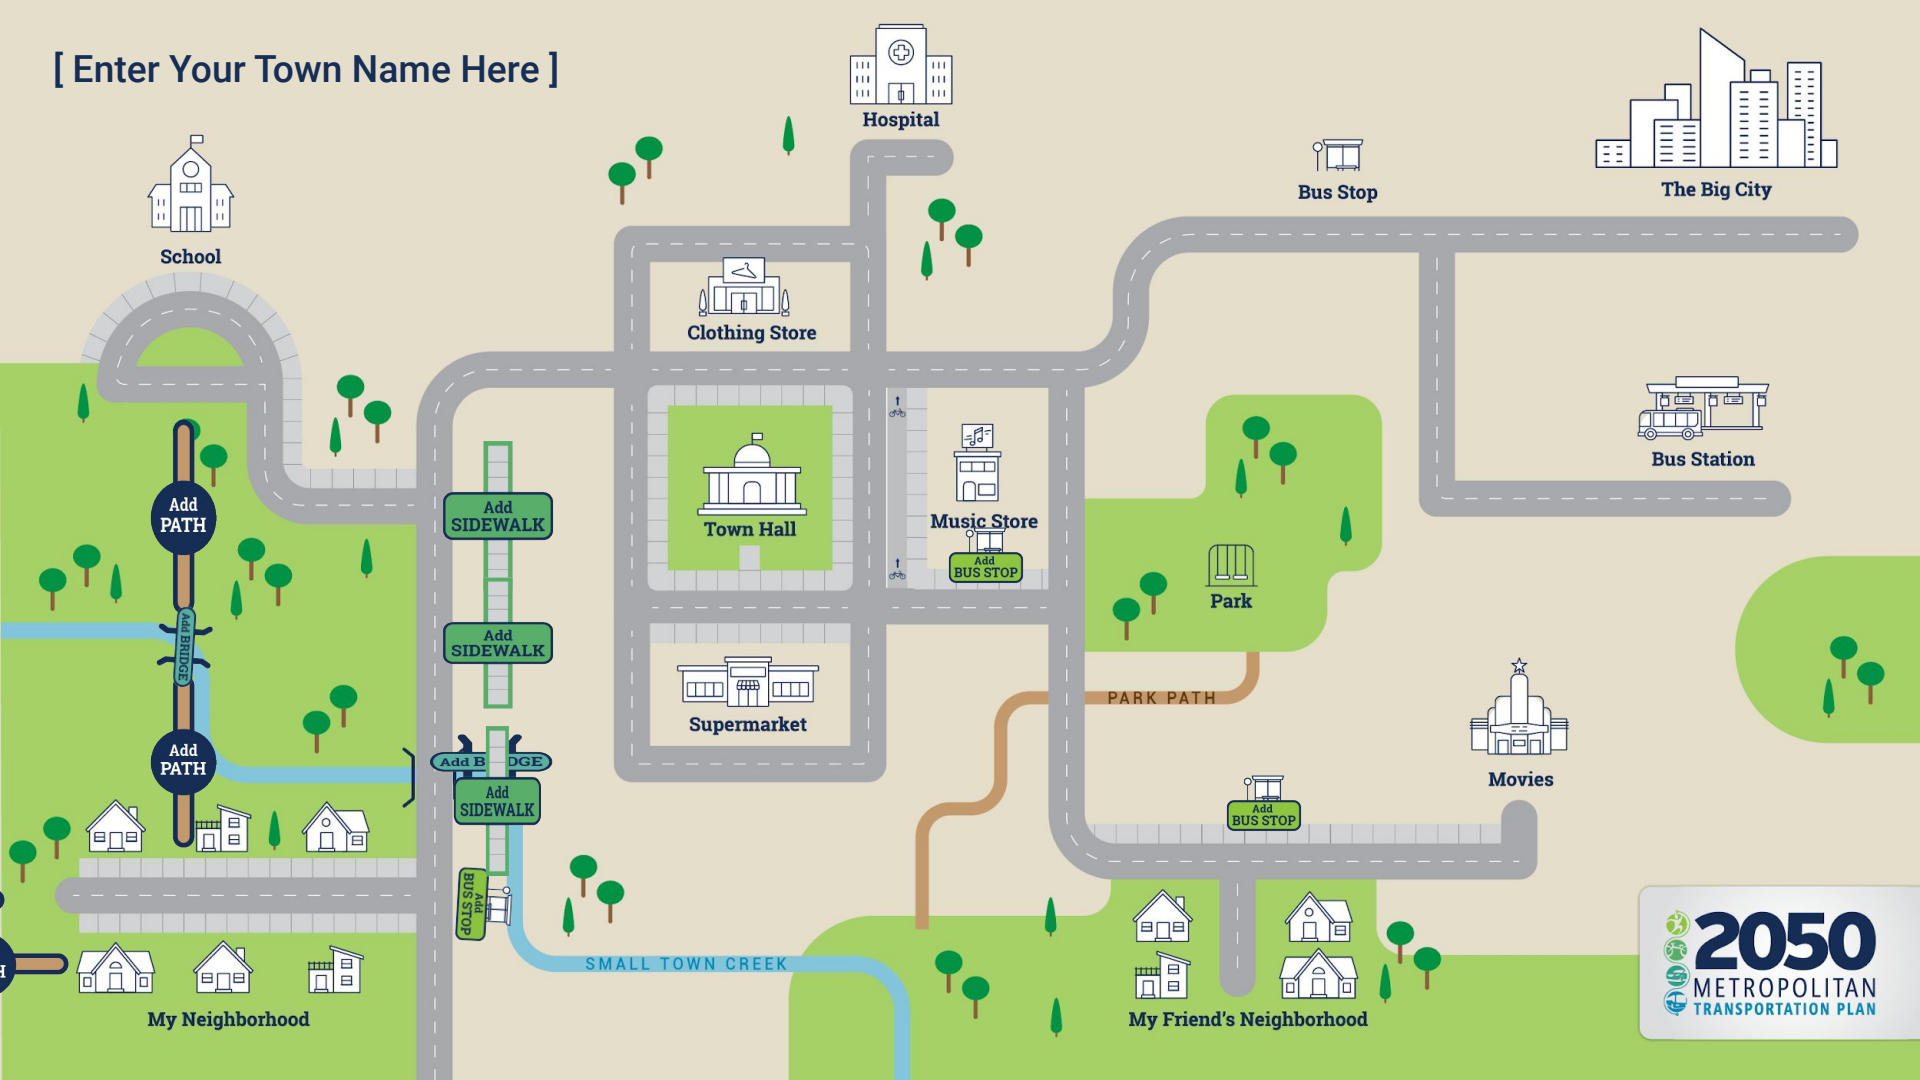 [ Enter Your Town Name Here ]
Hospital
Bus Stop
The Big City
School
Clothing Store
Bus Station
Add
PATH
Add
SIDEWALK
Town Hall
Music Store
Add
BUS STOP
Park
Add BRIDGE
Add
SIDEWALK
PARK PATH
Supermarket
Add
PATH
Add B DGE
Add
SIDEWALK
Movies
Add
BUS STOP
Add
BUS STOP
SMALL TOWN CREEK
H
My Neighborhood
My Friend's Neighborhood
2050
METROPOLITAN
TRANSPORTATION PLAN